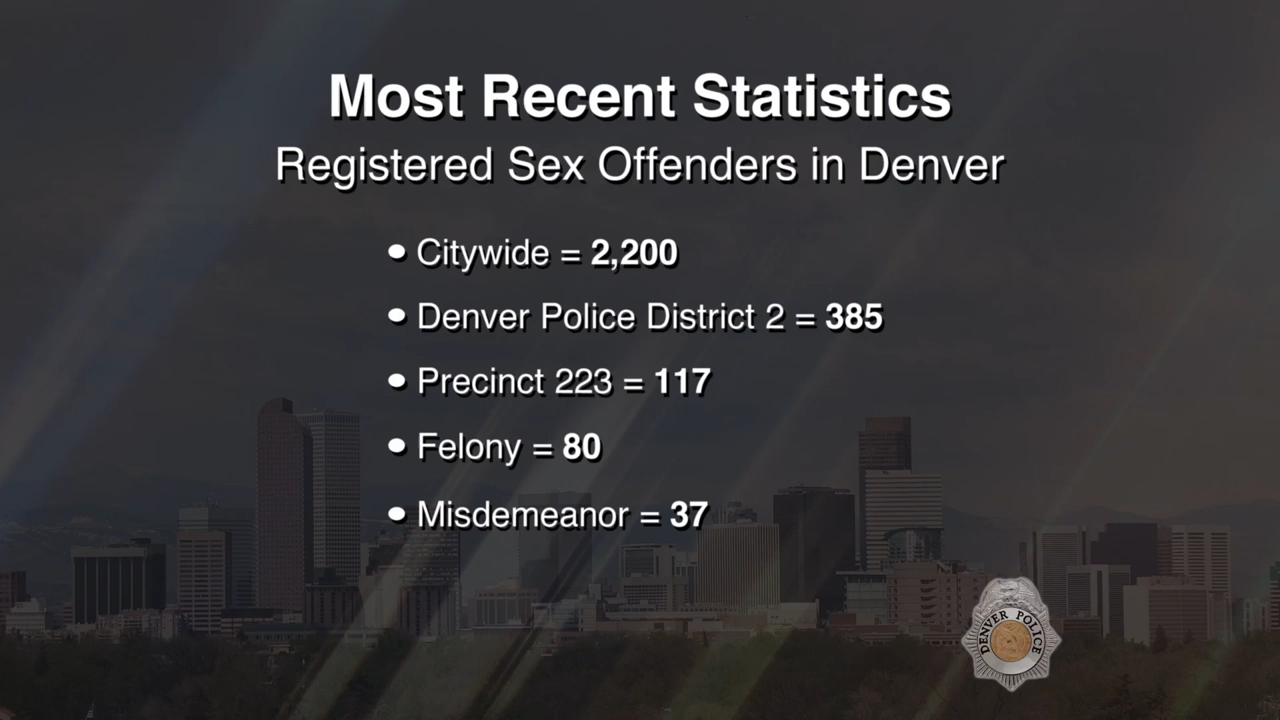 Most Recent Statistics
Registered Sex Offenders in Denver
• Citywide = 2,200
• Denver Police District 2 = 385
• Precinct 223 = 117
• Felony = 80
• Misdemeanor = 37
DENVER POLICE